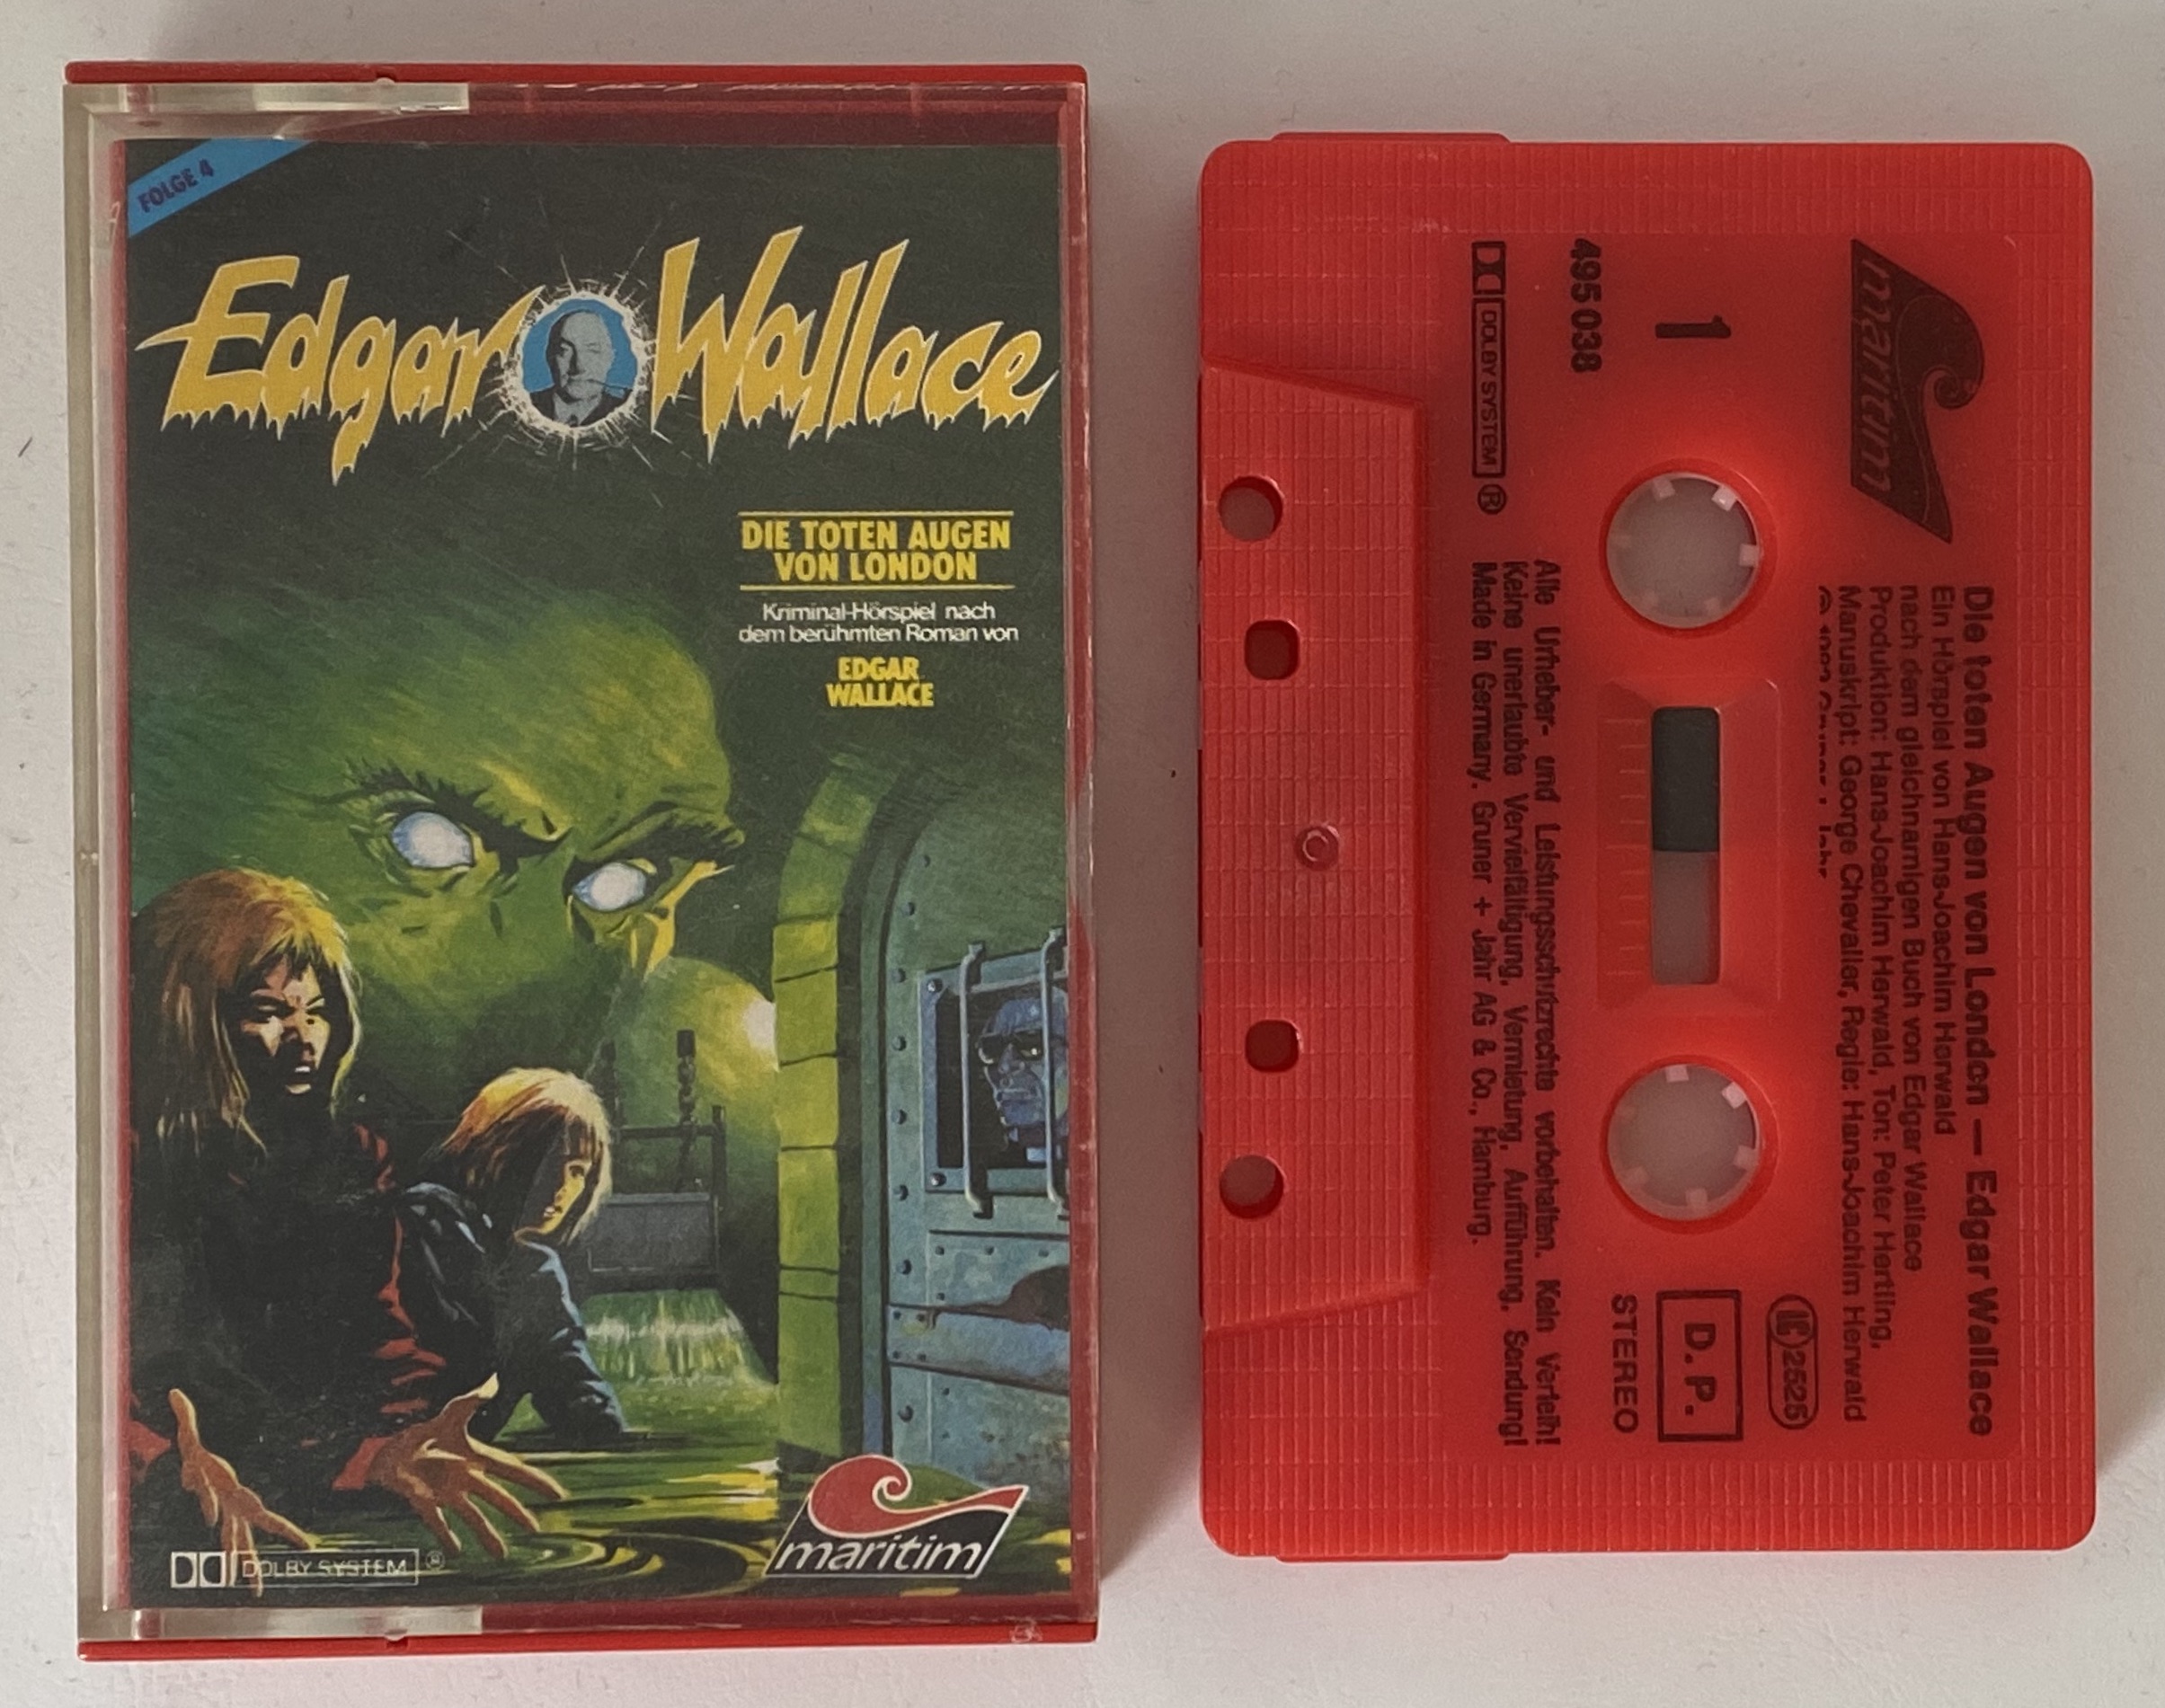 FOLGE 4
Edgar Wallace
DIE TOTEN AUGEN
VON LONDON
Kriminal-Hörspiel nach
dem berühmten Roman von
EDGAR
WALLACE
DOLBY SYSTEM ®
maritim
maritim
Die toten Augen von London — Edgar Wallace
Ein Hörspiel von Hans-Joachim Herwald
nach dem gleichnamigen Buch von Edgar Wallace
Produktion: Hans-Joachim Herwald, Ton: Peter Hertling,
Manuskript: George Chevalier, Regie: Hans-Joachim Herwald
1
LC 2525
D. P.
STEREO
495 038
DOLBY SYSTEM ®
Alle Urheber- und Leistungsschutzrechte vorbehalten. Kein Verleih!
Keine unerlaubte Vervielfältigung, Vermietung, Aufführung, Sendung!
Made in Germany. Gruner + Jahr AG & Co., Hamburg.